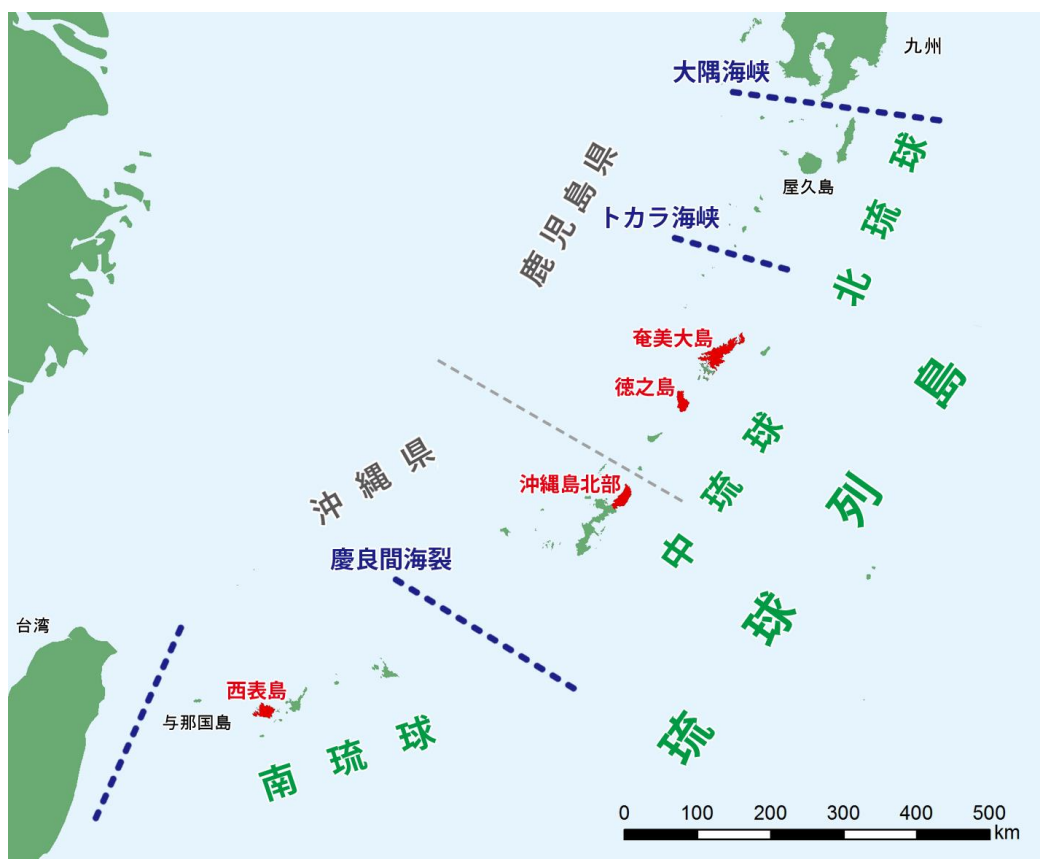 九州
大隅海峡
屋久島
北琉球
鹿児島県
トカラ海峡
奄美大島
徳之島
中琉球
琉球列島
沖縄島北部
沖縄県
慶良間海裂
台湾
西表島
与那国島
南琉球
0 100 200 300 400 500
km